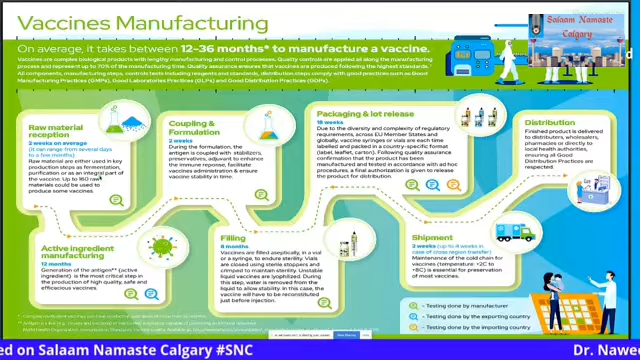 Vaccines Manufacturing
Salaam Namaste
Calgary
On average, it takes between 12–36 months* to manufacture a vaccine.
Vaccines are complex biological products with lengthy manufacturing and control processes. Quality controls are applied all along the manufacturing
process and represent up to 70% of the manufacturing time. Quality assurance ensures that vaccines are produced following the highest standards.
All components, manufacturing steps, controls tests including reagents and standards, distribution steps comply with good practices such as Good
Manufacturing Practices (GMPs), Good Laboratories Practices (GLPs) and Good Distribution Practices (GDPs).
Raw material
reception
2 weeks on average
(it can range from several days
to a few months)
Raw material are either used in key
production steps as fermentation,
purification or as an integral part of
the vaccine. Up to 160 raw
materials could be used to
produce some vaccines.
Coupling &
Formulation
2 weeks
During the formulation, the
antigen is coupled with stabilizers,
preservatives, adjuvant to enhance
the immune reponse, facilitate
vaccines administration & ensure
vaccine stability in time.
Packaging & lot release
18 weeks
Due to the diversity and complexity of regulatory
requirements, across EU Member States and
globally, vaccine syringes or vials are each time
labelled and packed in a country-specific format
(label, leaflet, carton). Following quality assurance
confirmation that the product has been
manufactured and tested in accordance with ad hoc
procedures, a final authorization is given to release
the product for distribution.
Distribution
Finished product is delivered
to distributers, wholesalers,
pharmacies or directly to
local health authorities,
ensuring all Good
Distribution Practices are
respected.
Active ingredient
manufacturing
12 months
Generation of the antigen** (active
ingredient) is the most critical step in
the production of high quality, safe and
efficacious vaccines.
Filling
Vaccines are filled aseptically, in a vial
or a syringe, to endure sterility. Vials
are closed using sterile stoppers and
crimped to maintain sterility. Unstable
liquid vaccines are lyophilized. During
this step, water is removed from the
liquid to allow stability. In this case, the
vaccine will have to be reconstituted
just before injection.
Shipment
2 weeks (up to 4 weeks in
case of cross-region transfer)
Maintenance of the cold chain for
vaccines (temperature +2C to
+8C) is essential for preservation
of most vaccines.
- Testing done by manufacturer
- Testing done by the exporting country
- Testing done by the importing country
ed on Salaam Namaste Calgary #SNC
Dr. Nawee